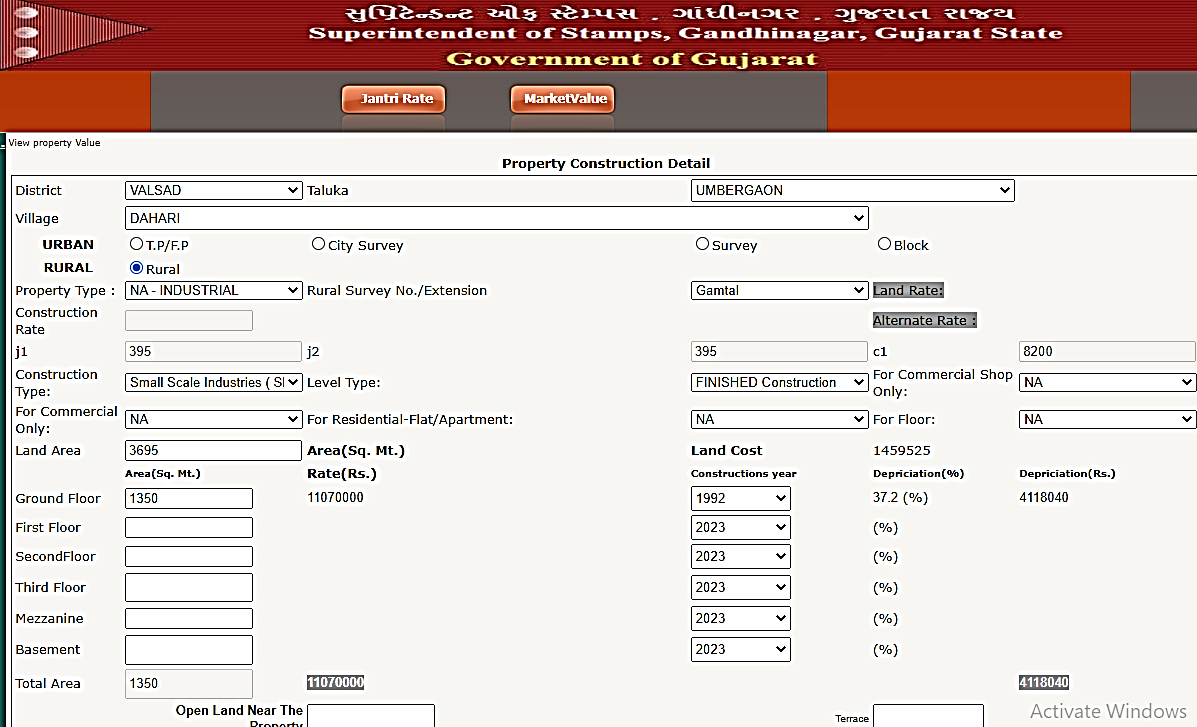 સુપ્રિટેન્ડેન્ટ ઓફ સ્ટેમ્પસ , ગાંધીનગર , ગુજરાત રાજ્ય
Superintendent of Stamps, Gandhinagar, Gujarat State
Government of Gujarat
Jantri Rate MarketValue
View property Value
Property Construction Detail
District VALSAD Taluka UMBERGAON
Village DAHARI
URBAN T.P/F.P City Survey Survey Block
RURAL Rural
Property Type : NA - INDUSTRIAL Rural Survey No./Extension Gamtal Land Rate:
Construction Rate Alternate Rate :
j1 395 j2 395 c1 8200
Construction Type: Small Scale Industries ( SI Level Type: FINISHED Construction For Commercial Shop Only: NA
For Commercial Only: NA For Residential-Flat/Apartment: NA For Floor: NA
Land Area 3695 Area(Sq. Mt.) Land Cost 1459525
Area(Sq. Mt.) Rate(Rs.) Constructions year Depriciation(%) Depriciation(Rs.)
Ground Floor 1350 11070000 1992 37.2 (%) 4118040
First Floor 2023 (%)
SecondFloor 2023 (%)
Third Floor 2023 (%)
Mezzanine 2023 (%)
Basement 2023 (%)
Total Area 1350 11070000 4118040
Open Land Near The Property Terrace
Activate Windows